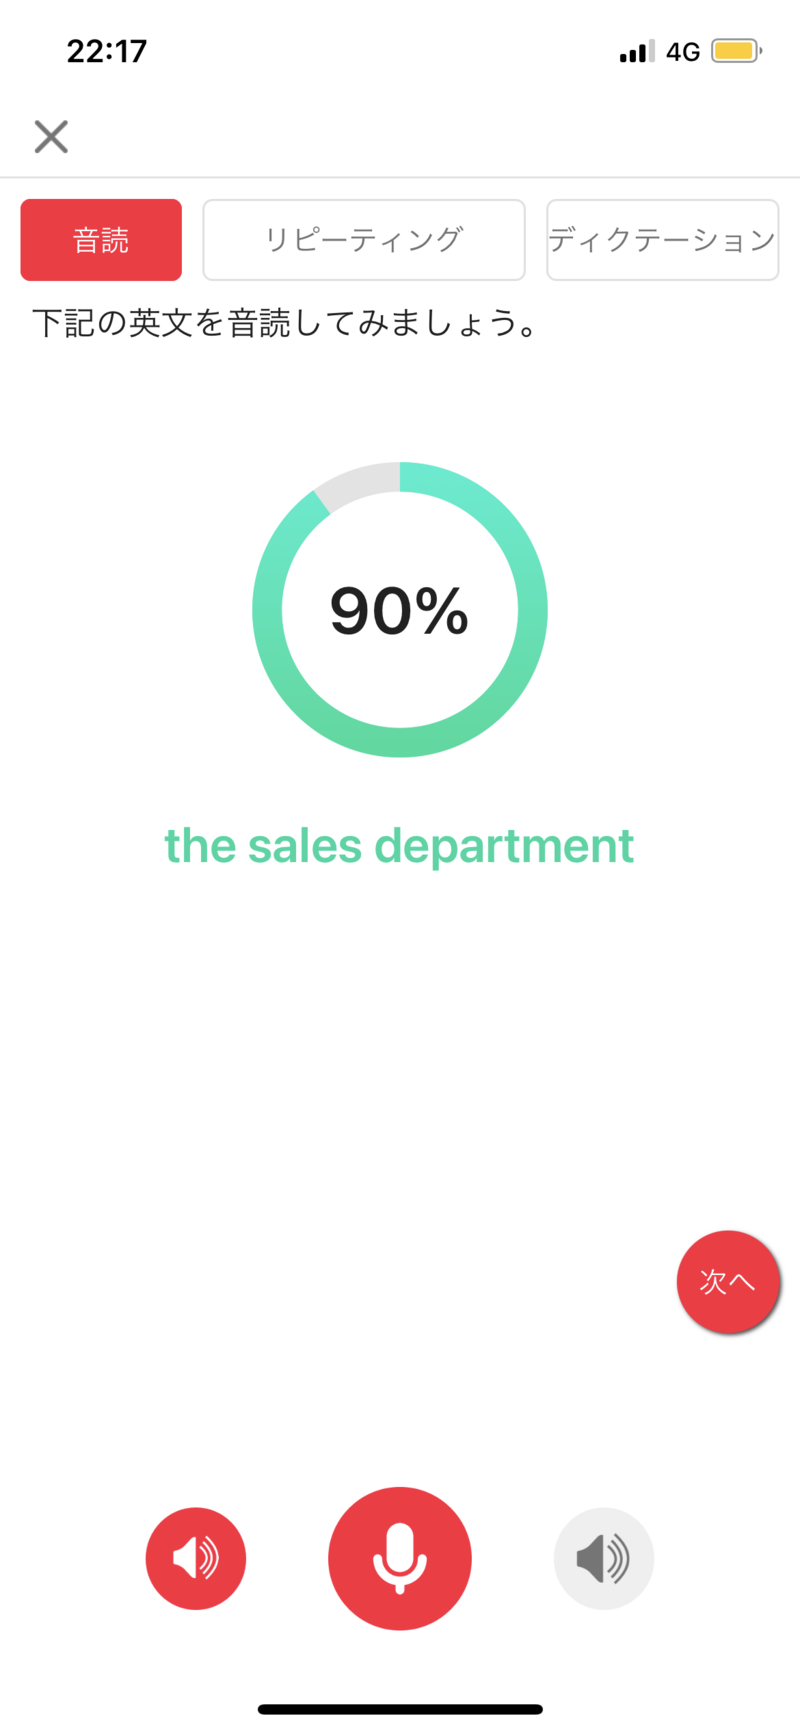 22:17
4G
音読
リピーティング
ディクテーション
下記の英文を音読してみましょう。
90%
the sales department
次へ